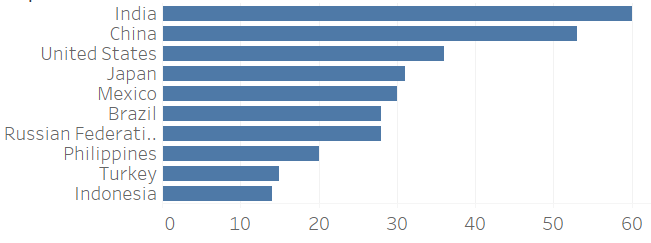 India
China
United States
Japan
Mexico
Brazil
Russian Federati..
Philippines
Turkey
Indonesia
0 10 20 30 40 50 60